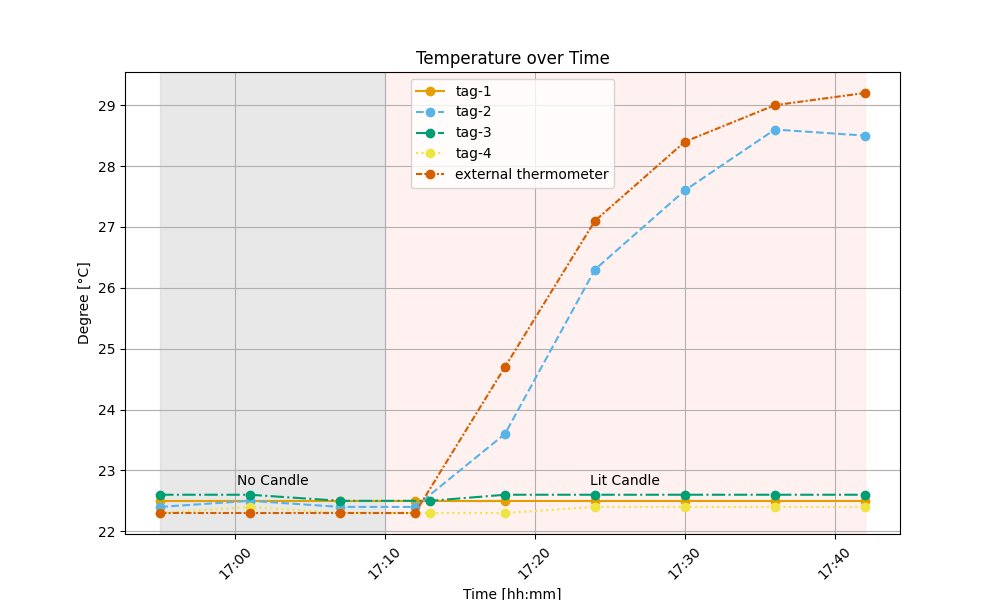 Temperature over Time
tag-1
tag-2
tag-3
tag-4
external thermometer
Degree [°C]
29
28
27
26
25
24
23
22
No Candle
Lit Candle
17:00
17:10
17:20
17:30
17:40
Time [hh:mm]